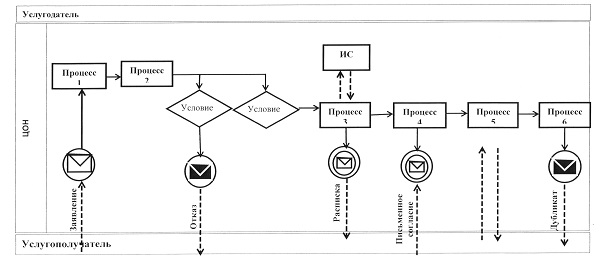 Услугодатель
ЦОН
ИС
Процесс
1
Процесс
2
Условие
Условие
Процесс
3
Процесс
4
Процесс
5
Процесс
6
Заявление
Отказ
Расписка
Письменное
согласие
Дубликат
Услугополучатель